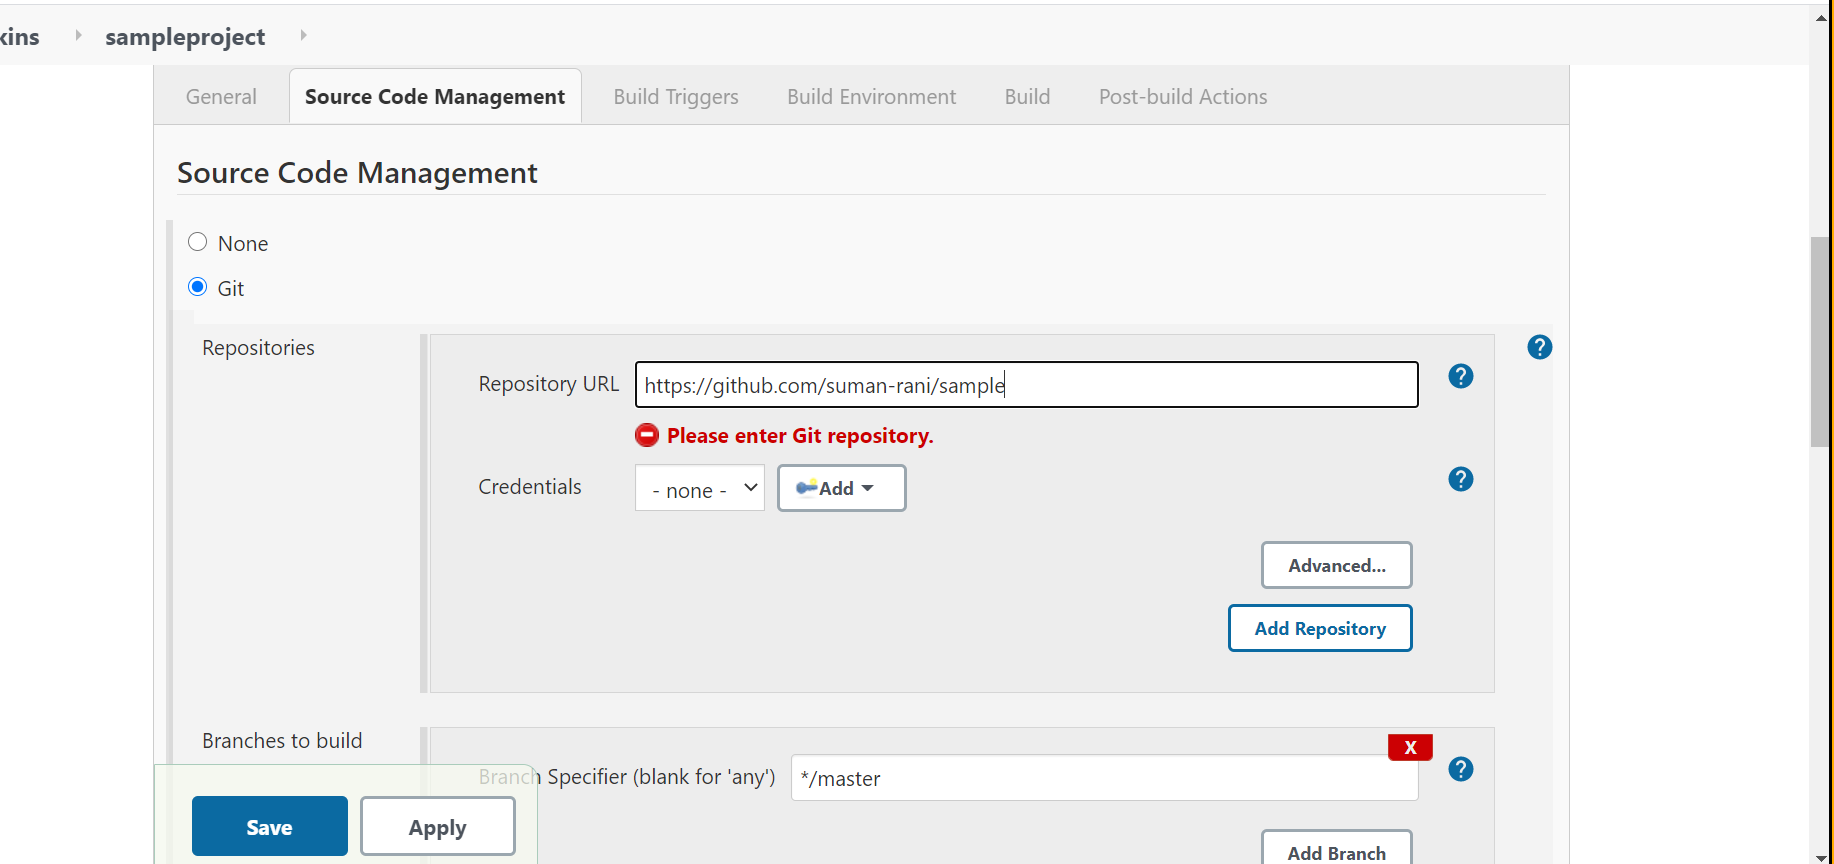 kins sampleproject
General Source Code Management Build Triggers Build Environment Build Post-build Actions
Source Code Management
None
Git
Repositories
Repository URL https://github.com/suman-rani/sample
Please enter Git repository.
Credentials - none - Add
Advanced...
Add Repository
Branches to build
X
Branch Specifier (blank for 'any') */master
Save Apply
Add Branch